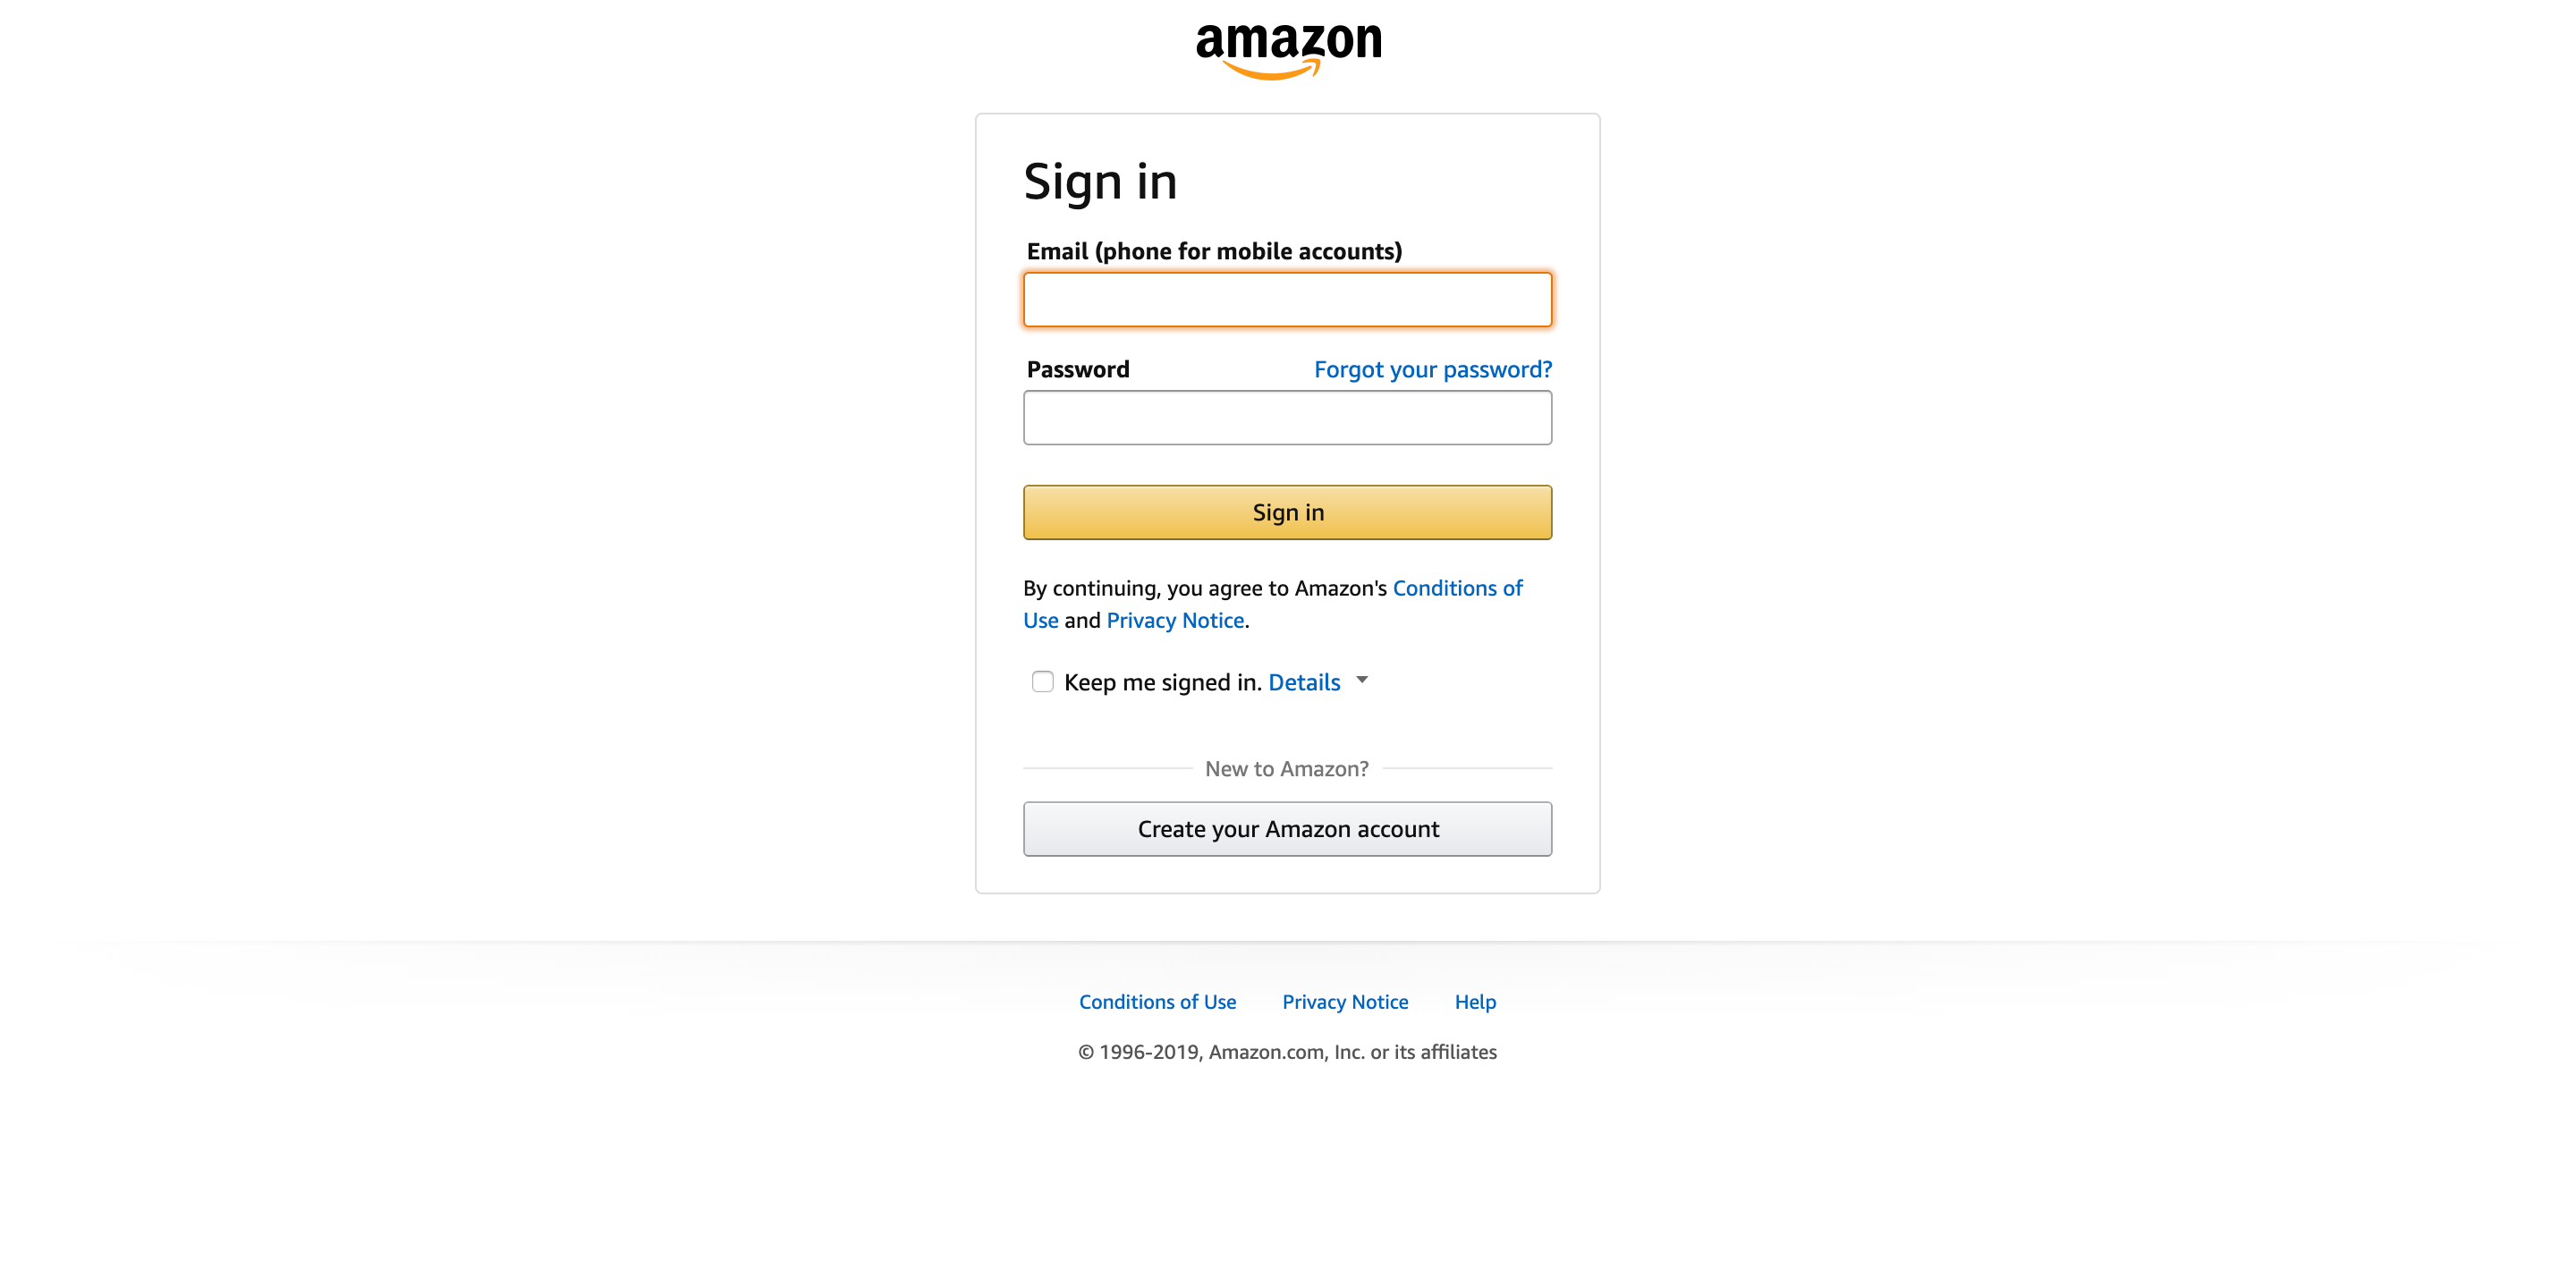 amazon
Sign in
Email (phone for mobile accounts)
Password Forgot your password?
Sign in
By continuing, you agree to Amazon's Conditions of
Use and Privacy Notice.
Keep me signed in. Details
New to Amazon?
Create your Amazon account
Conditions of Use Privacy Notice Help
© 1996-2019, Amazon.com, Inc. or its affiliates